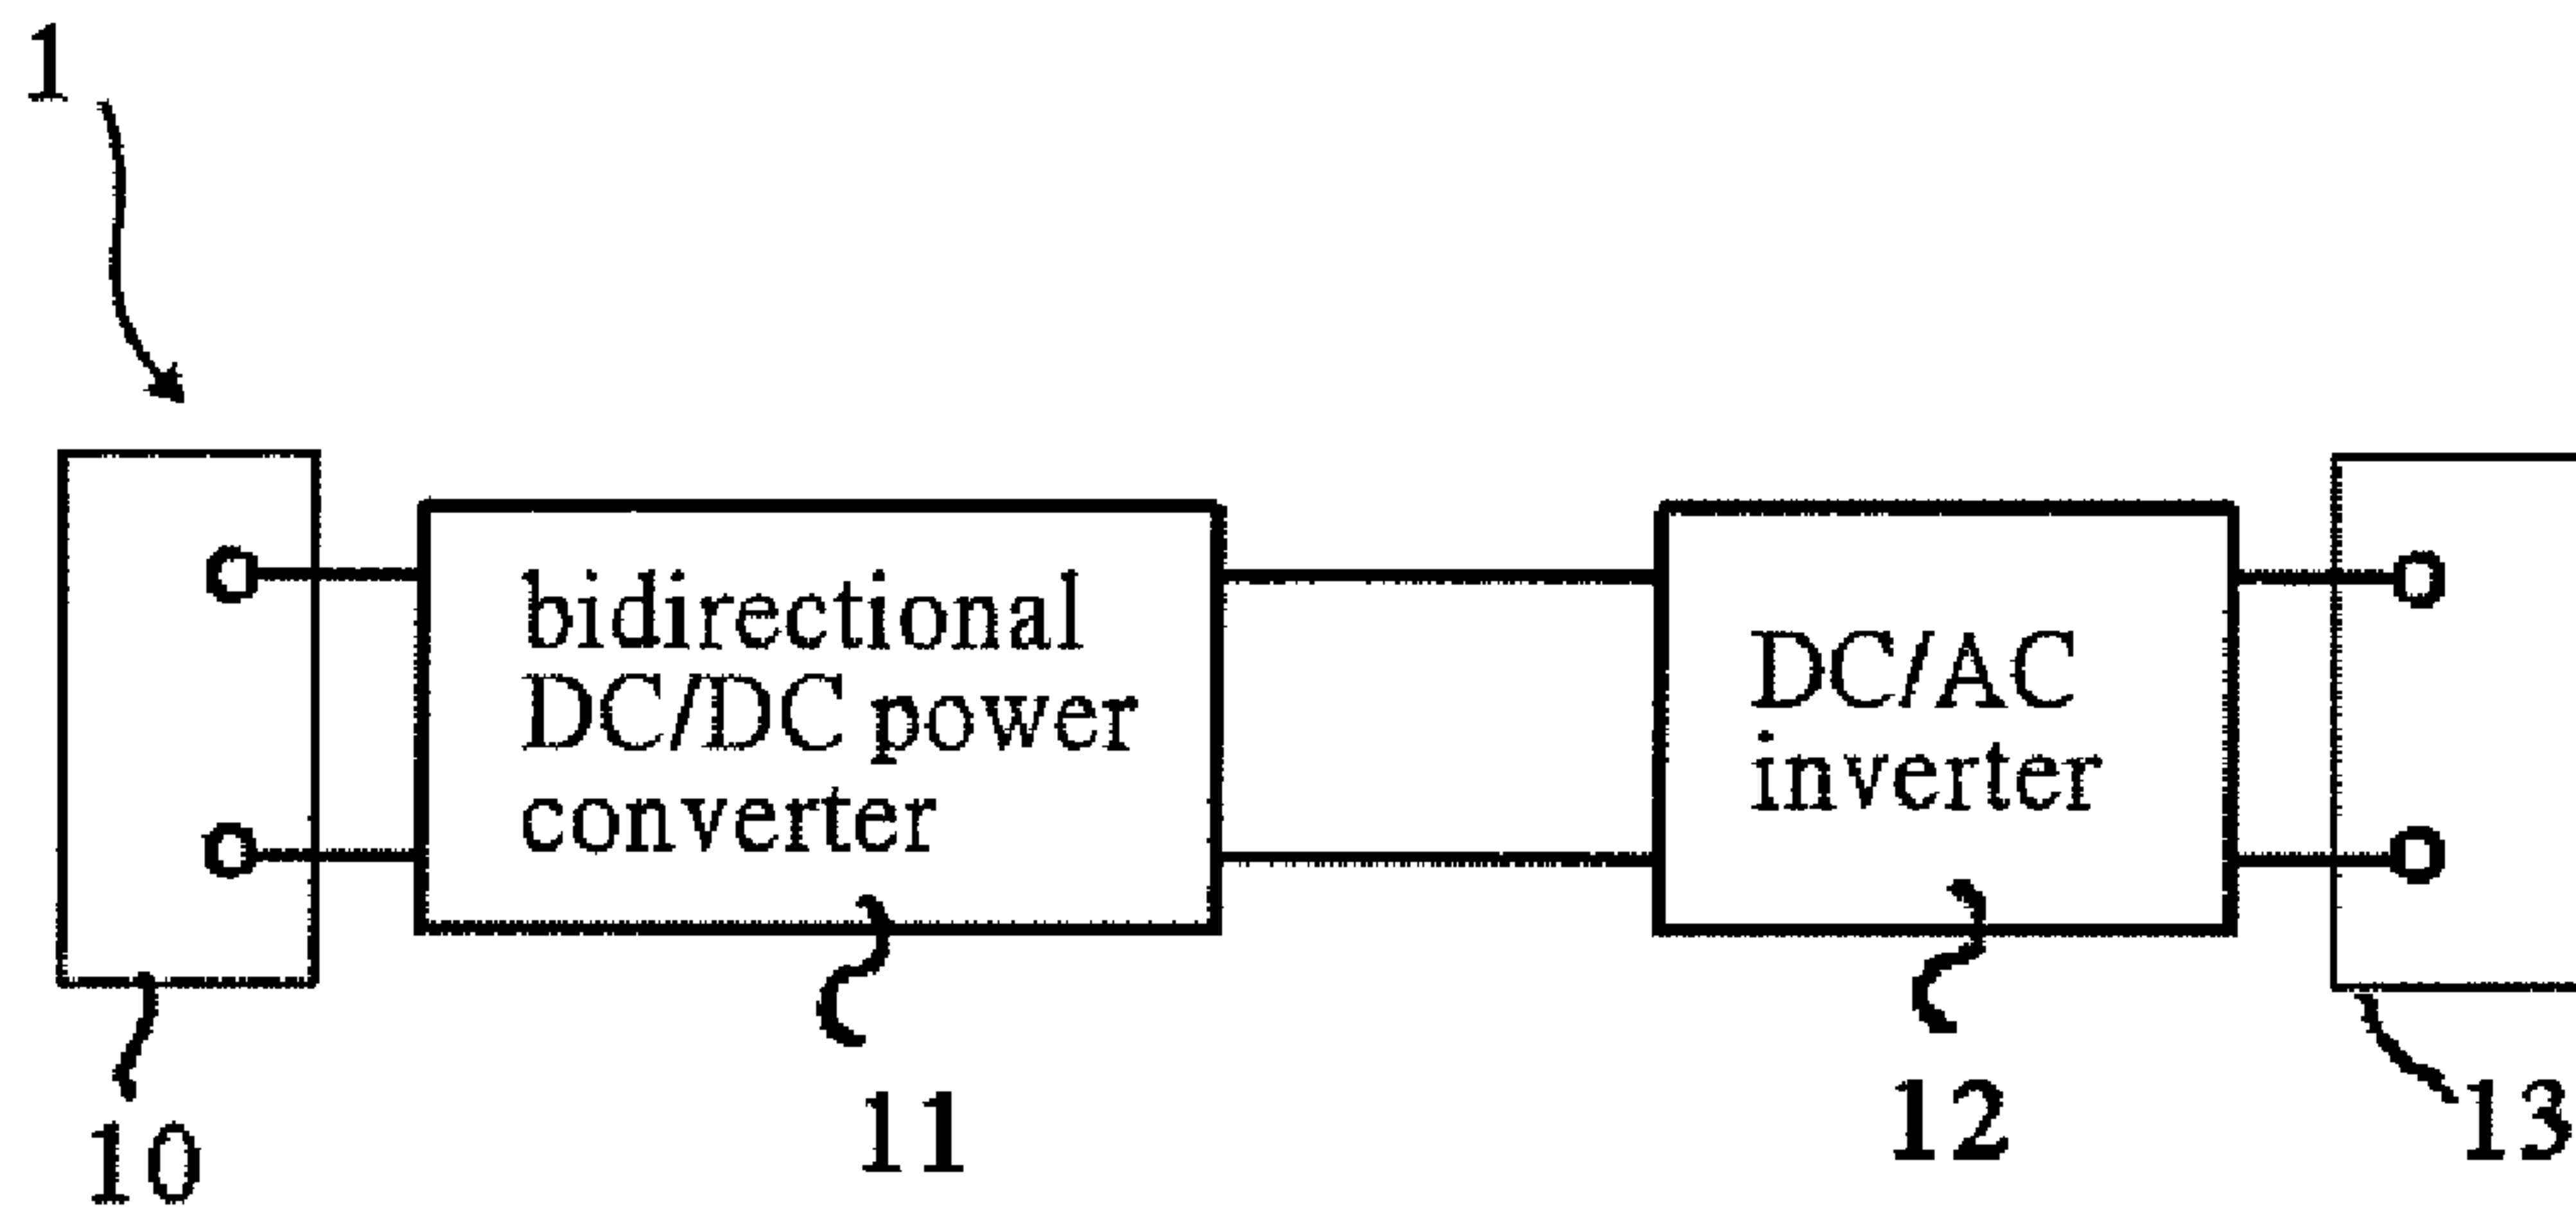 1
bidirectional
DC/DC power
converter
DC/AC
inverter
10
11
12
13